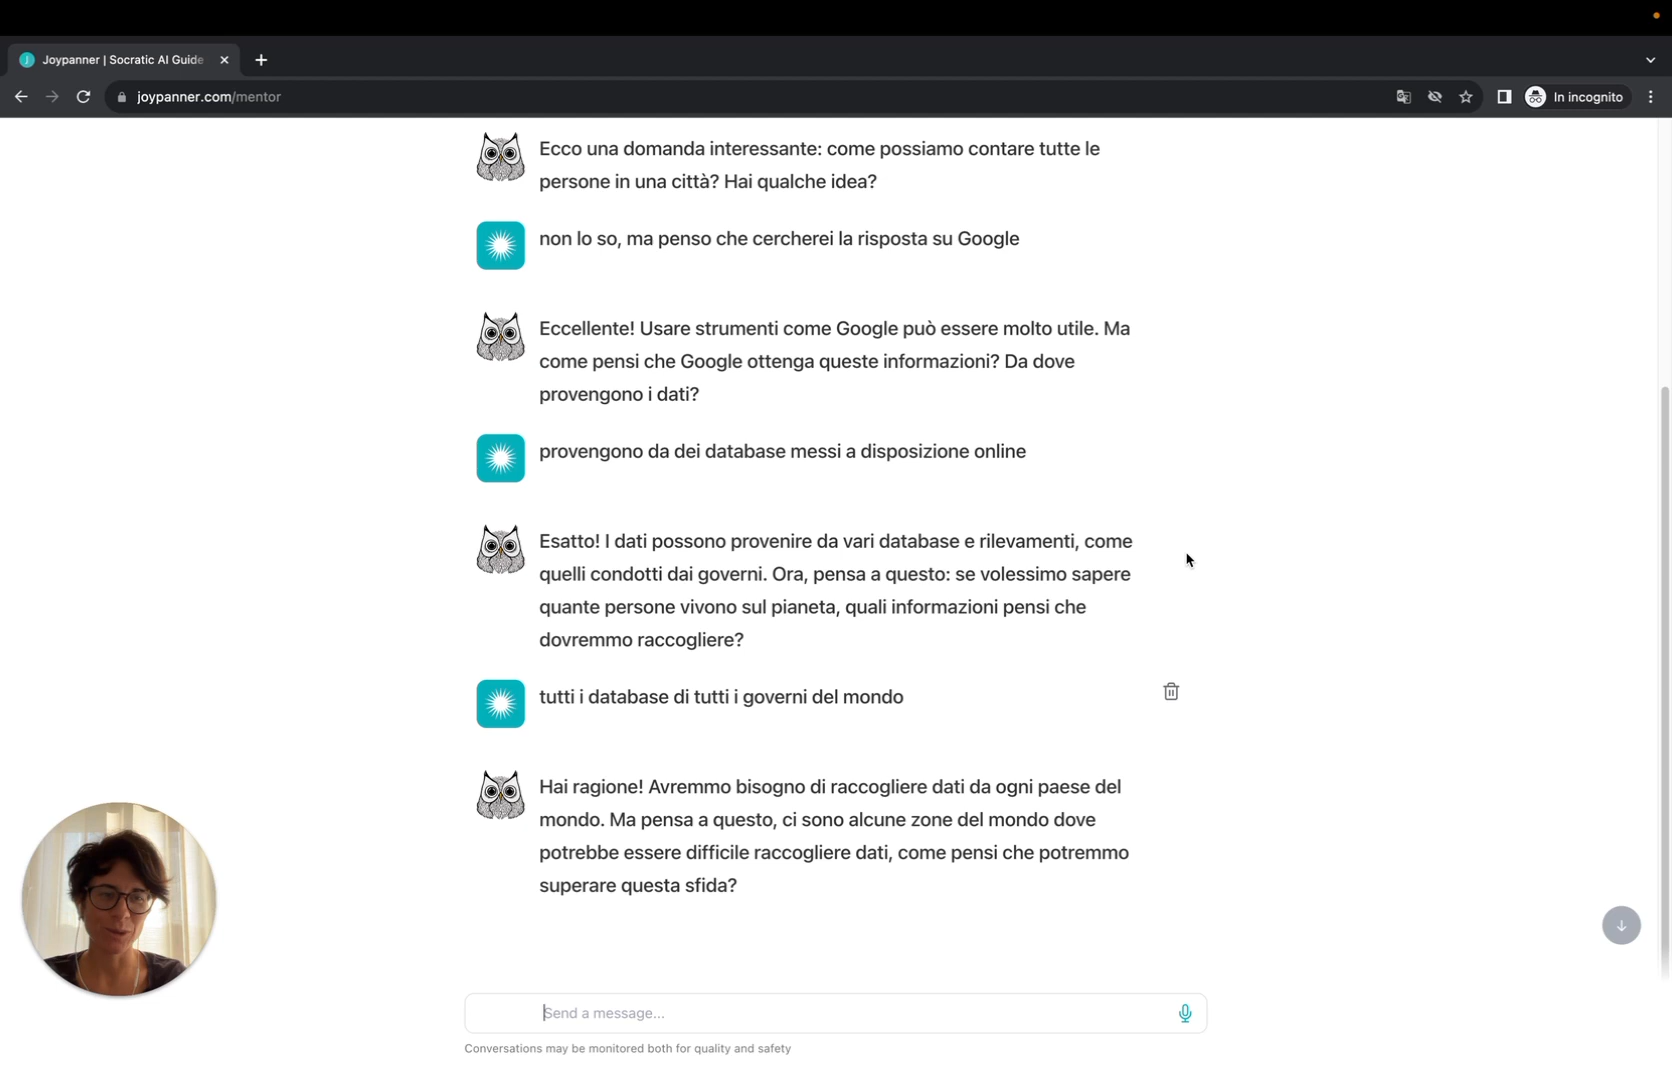 Joypanner | Socratic AI Guide
joypanner.com/mentor
In incognito
Ecco una domanda interessante: come possiamo contare tutte le
persone in una città? Hai qualche idea?
non lo so, ma penso che cercherei la risposta su Google
Eccellente! Usare strumenti come Google può essere molto utile. Ma
come pensi che Google ottenga queste informazioni? Da dove
provengono i dati?
provengono da dei database messi a disposizione online
Esatto! I dati possono provenire da vari database e rilevamenti, come
quelli condotti dai governi. Ora, pensa a questo: se volessimo sapere
quante persone vivono sul pianeta, quali informazioni pensi che
dovremmo raccogliere?
tutti i database di tutti i governi del mondo
Hai ragione! Avremmo bisogno di raccogliere dati da ogni paese del
mondo. Ma pensa a questo, ci sono alcune zone del mondo dove
potrebbe essere difficile raccogliere dati, come pensi che potremmo
superare questa sfida?
Send a message...
Conversations may be monitored both for quality and safety